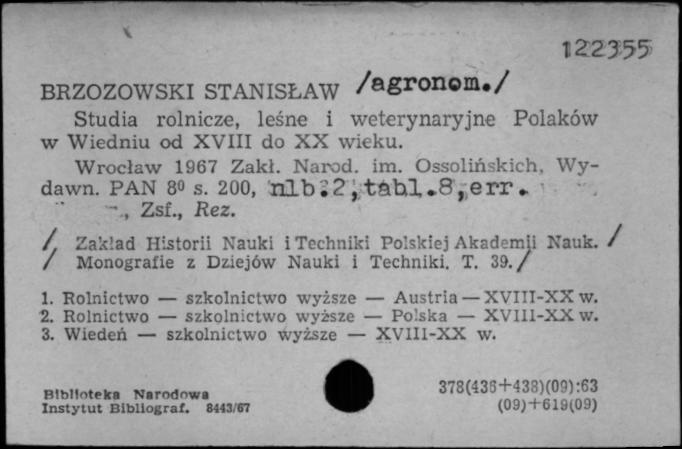 122355
BRZOZOWSKI STANISŁAW /agronom./
Studia rolnicze, leśne i weterynaryjne Polaków
w Wiedniu od XVIII do XX wieku.
Wrocław 1967 Zakł. Narod. im. Ossolińskich, Wy-
dawn. PAN 8⁰ s. 200, nlb.2, tabl.8, err.
, Zsf., Rez.
/ Zakład Historii Nauki i Techniki Polskiej Akademii Nauk. /
/ Monografie z Dziejów Nauki i Techniki. T. 39./
1. Rolnictwo — szkolnictwo wyższe — Austria — XVIII-XX w.
2. Rolnictwo — szkolnictwo wyższe — Polska — XVIII-XX w.
3. Wiedeń — szkolnictwo wyższe — XVIII-XX w.
Biblioteka Narodowa
Instytut Bibliograf. 8443/67
378(436+438)(09):63
(09)+619(09)